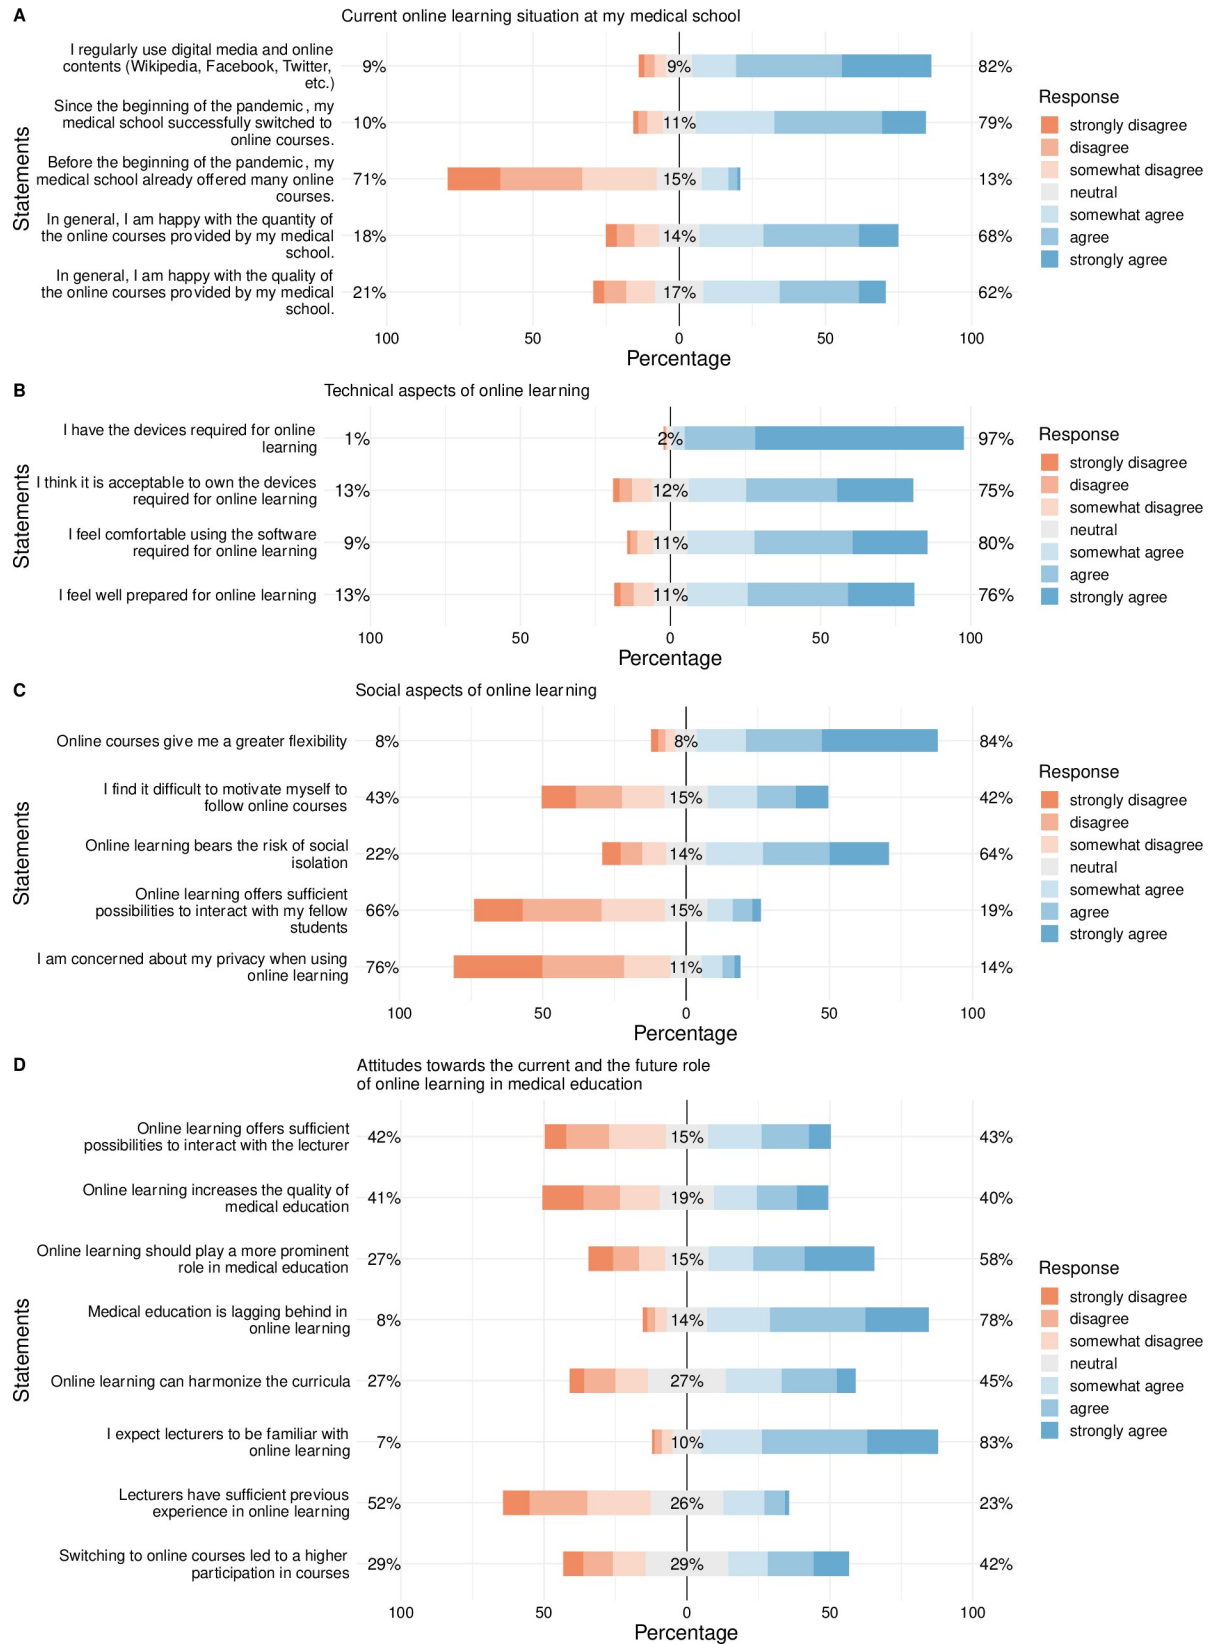 A
Current online learning situation at my medical school
Statements
I regularly use digital media and online
contents (Wikipedia, Facebook, Twitter,
etc.)
9% 9% 82%
Since the beginning of the pandemic, my
medical school successfully switched to
online courses.
10% 11% 79%
Before the beginning of the pandemic, my
medical school already offered many online
courses.
71% 15% 13%
In general, I am happy with the quantity of
the online courses provided by my medical
school.
18% 14% 68%
In general, I am happy with the quality of
the online courses provided by my medical
school.
21% 17% 62%
100 50 0 50 100
Percentage
Response
strongly disagree
disagree
somewhat disagree
neutral
somewhat agree
agree
strongly agree
B
Technical aspects of online learning
Statements
I have the devices required for online
learning
1% 2% 97%
I think it is acceptable to own the devices
required for online learning
13% 12% 75%
I feel comfortable using the software
required for online learning
9% 11% 80%
I feel well prepared for online learning
13% 11% 76%
100 50 0 50 100
Percentage
Response
strongly disagree
disagree
somewhat disagree
neutral
somewhat agree
agree
strongly agree
C
Social aspects of online learning
Statements
Online courses give me a greater flexibility
8% 8% 84%
I find it difficult to motivate myself to
follow online courses
43% 15% 42%
Online learning bears the risk of social
isolation
22% 14% 64%
Online learning offers sufficient
possibilities to interact with my fellow
students
66% 15% 19%
I am concerned about my privacy when using
online learning
76% 11% 14%
100 50 0 50 100
Percentage
Response
strongly disagree
disagree
somewhat disagree
neutral
somewhat agree
agree
strongly agree
D
Attitudes towards the current and the future role
of online learning in medical education
Statements
Online learning offers sufficient
possibilities to interact with the lecturer
42% 15% 43%
Online learning increases the quality of
medical education
41% 19% 40%
Online learning should play a more prominent
role in medical education
27% 15% 58%
Medical education is lagging behind in
online learning
8% 14% 78%
Online learning can harmonize the curricula
27% 27% 45%
I expect lecturers to be familiar with
online learning
7% 10% 83%
Lecturers have sufficient previous
experience in online learning
52% 26% 23%
Switching to online courses led to a higher
participation in courses
29% 29% 42%
100 50 0 50 100
Percentage
Response
strongly disagree
disagree
somewhat disagree
neutral
somewhat agree
agree
strongly agree